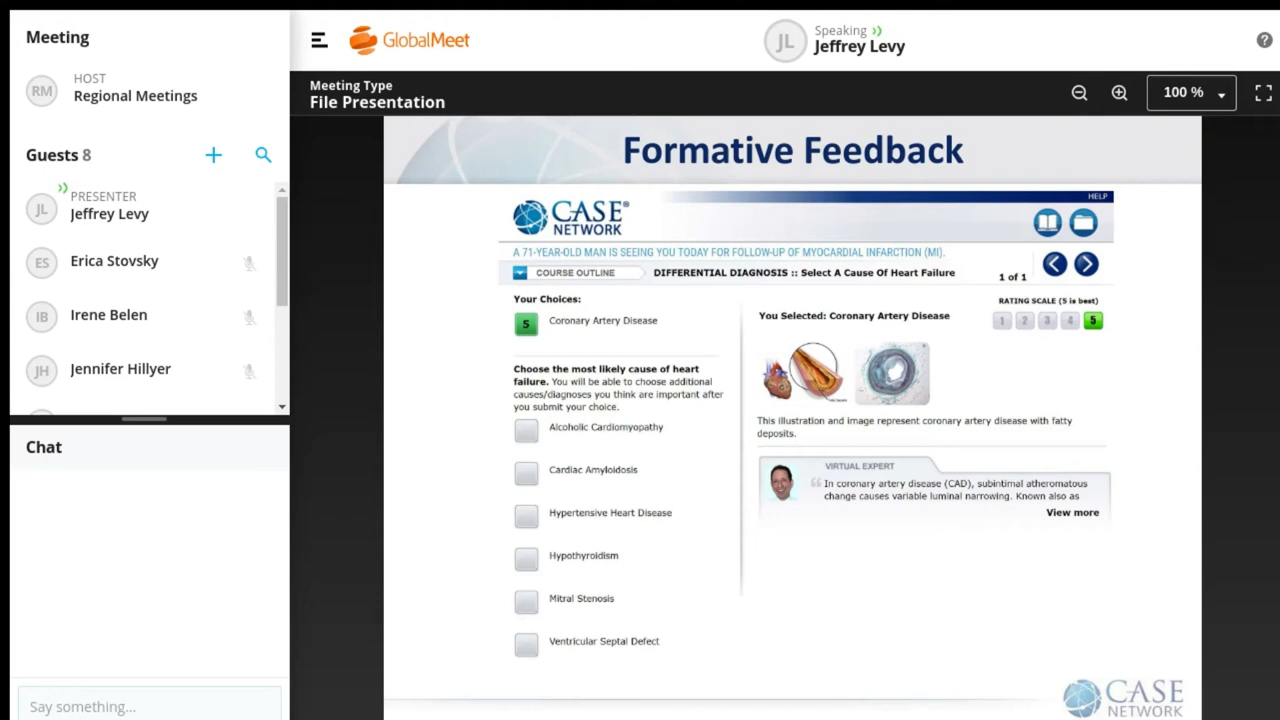 Meeting
RM
HOST
Regional Meetings
Guests 8
JL
PRESENTER
Jeffrey Levy
ES
Erica Stovsky
IB
Irene Belen
JH
Jennifer Hillyer
Chat
Say something...
GlobalMeet
JL
Speaking
Jeffrey Levy
Meeting Type
File Presentation
100 %
Formative Feedback
HELP
CASE
NETWORK
A 71-YEAR-OLD MAN IS SEEING YOU TODAY FOR FOLLOW-UP OF MYOCARDIAL INFARCTION (MI).
COURSE OUTLINE
DIFFERENTIAL DIAGNOSIS :: Select A Cause Of Heart Failure
1 of 1
Your Choices:
5
Coronary Artery Disease
Choose the most likely cause of heart
failure. You will be able to choose additional
causes/diagnoses you think are important after
you submit your choice.
Alcoholic Cardiomyopathy
Cardiac Amyloidosis
Hypertensive Heart Disease
Hypothyroidism
Mitral Stenosis
Ventricular Septal Defect
RATING SCALE (5 is best)
You Selected: Coronary Artery Disease
1 2 3 4 5
This illustration and image represent coronary artery disease with fatty
deposits.
VIRTUAL EXPERT
In coronary artery disease (CAD), subintimal atheromatous
change causes variable luminal narrowing. Known also as
View more
CASE
NETWORK